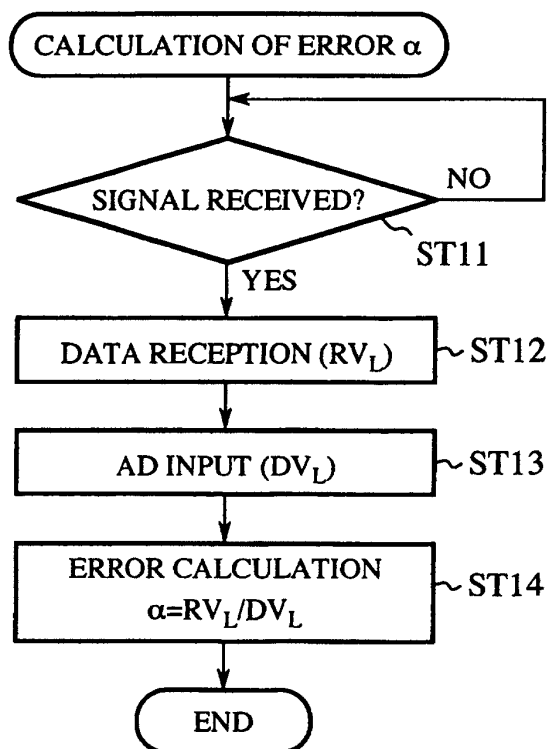 CALCULATION OF ERROR α
SIGNAL RECEIVED?
NO
ST11
YES
DATA RECEPTION (RV_L)
ST12
AD INPUT (DV_L)
ST13
ERROR CALCULATION
α=RV_L/DV_L
ST14
END